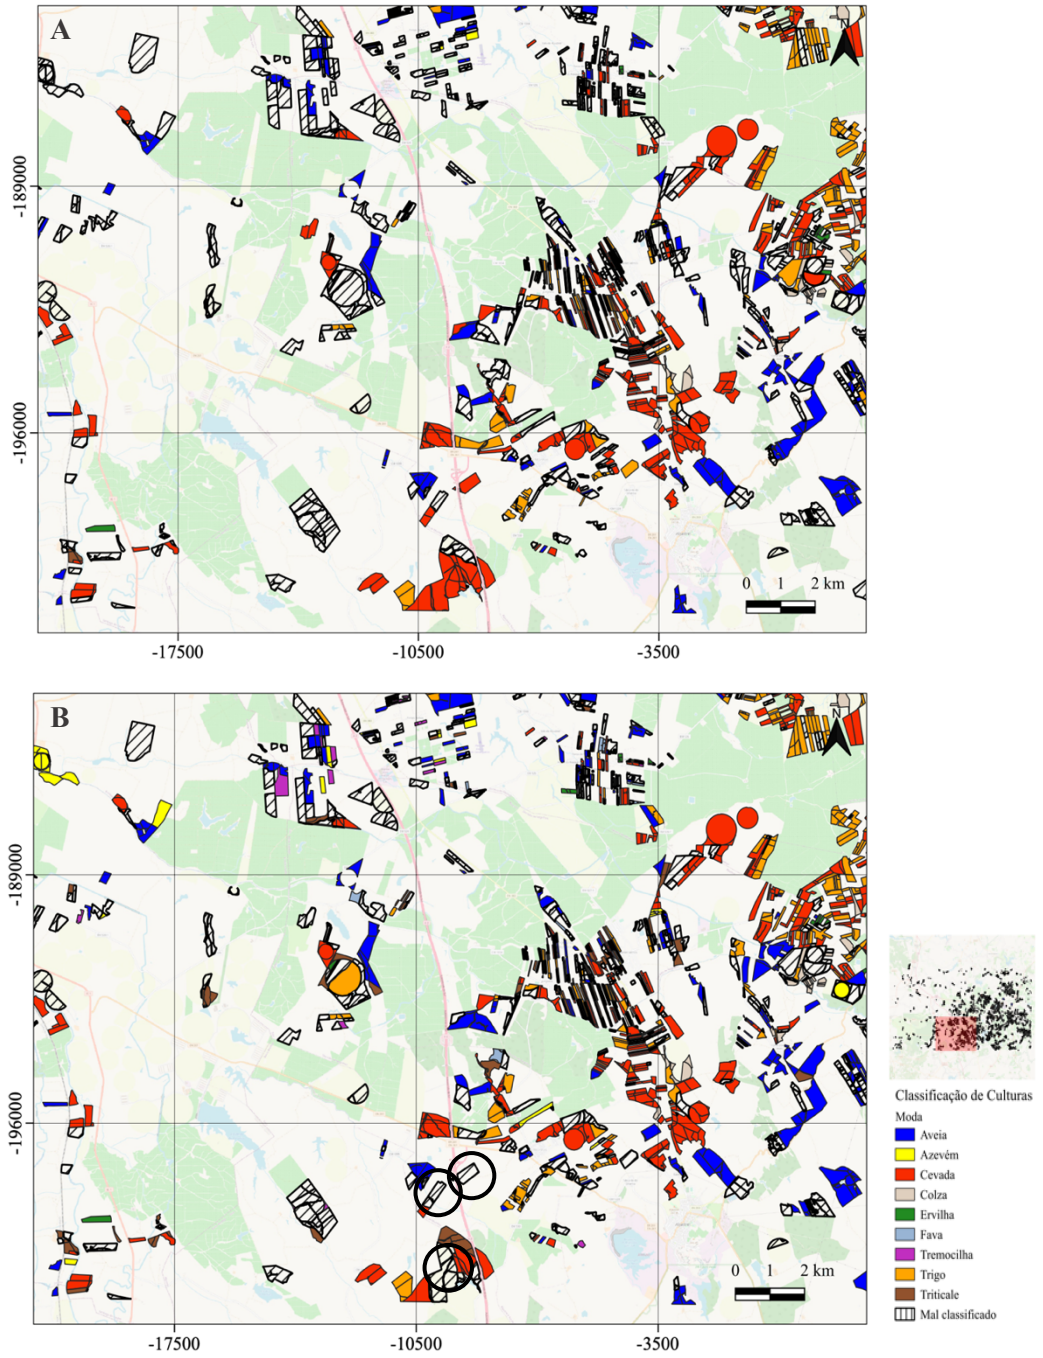 A
-189000
-196000
0 1 2 km
-17500 -10500 -3500
B
N
-189000
-196000
0 1 2 km
-17500 -10500 -3500
Classificação de Culturas
Moda
Aveia
Azevém
Cevada
Colza
Ervilha
Fava
Tremocilha
Trigo
Triticale
Mal classificado